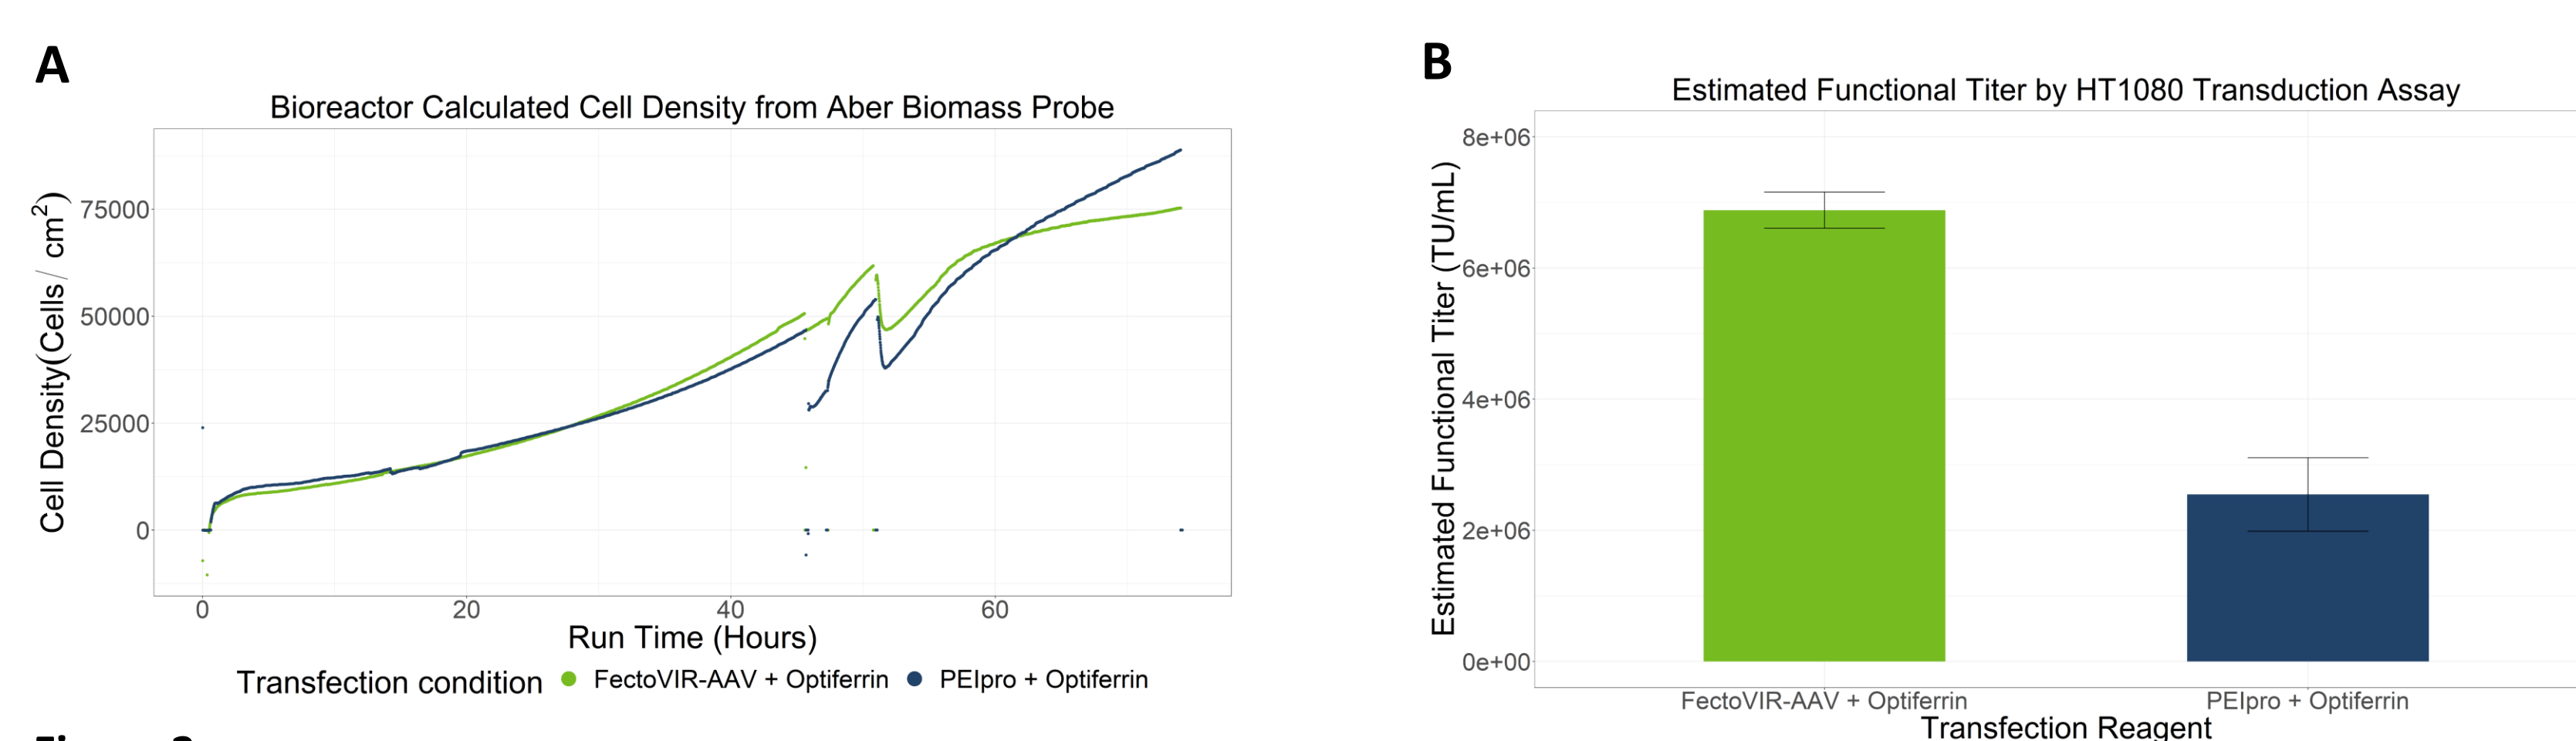 A
Bioreactor Calculated Cell Density from Aber Biomass Probe
Cell Density(Cells / cm²)
75000
50000
25000
0
0 20 40 60
Run Time (Hours)
Transfection condition FectoVIR-AAV + Optiferrin PEIpro + Optiferrin
B
Estimated Functional Titer by HT1080 Transduction Assay
Estimated Functional Titer (TU/mL)
8e+06
6e+06
4e+06
2e+06
0e+00
FectoVIR-AAV + Optiferrin PEIpro + Optiferrin
Transfection Reagent